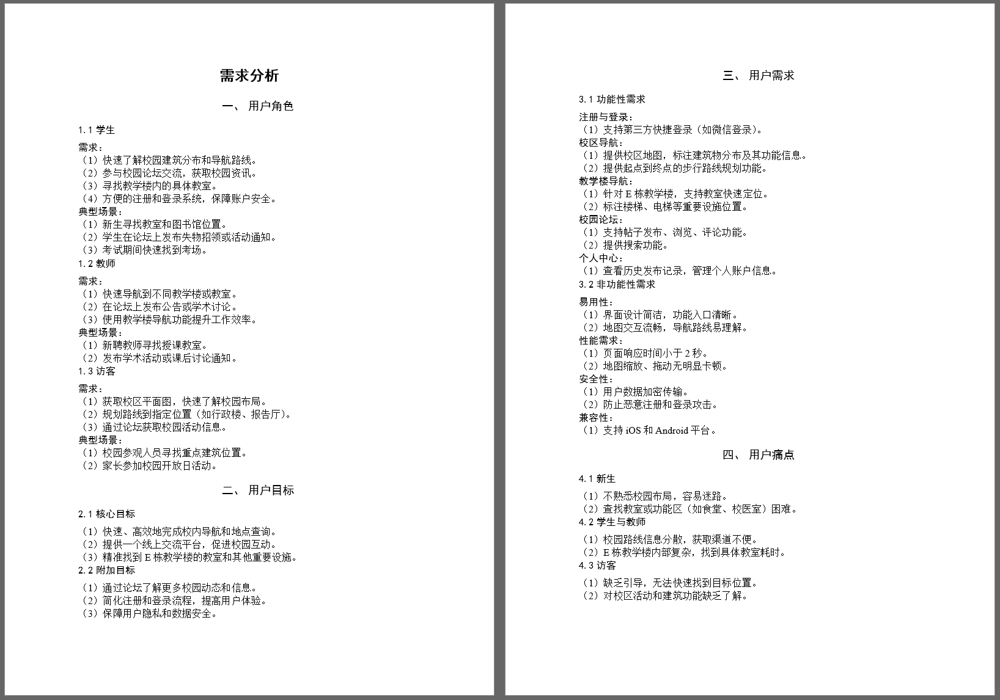 需求分析
一、 用户角色
1.1 学生
需求：
（1）快速了解校园建筑分布和导航路线。
（2）参与校园论坛交流，获取校园资讯。
（3）寻找教学楼内的具体教室。
（4）方便的注册和登录系统，保障账户安全。
典型场景：
（1）新生寻找教室和图书馆位置。
（2）学生在论坛上发布失物招领或活动通知。
（3）考试期间快速找到考场。
1.2 教师
需求：
（1）快速导航到不同教学楼或教室。
（2）在论坛上发布公告或学术讨论。
（3）使用教学楼导航功能提升工作效率。
典型场景：
（1）新聘教师寻找授课教室。
（2）发布学术活动或课后讨论通知。
1.3 访客
需求：
（1）获取校区平面图，快速了解校园布局。
（2）规划路线到指定位置（如行政楼、报告厅）。
（3）通过论坛获取校园活动信息。
典型场景：
（1）校园参观人员寻找重点建筑位置。
（2）家长参加校园开放日活动。
二、 用户目标
2.1 核心目标
（1）快速、高效地完成校内导航和地点查询。
（2）提供一个线上交流平台，促进校园互动。
（3）精准找到 E 栋教学楼的教室和其他重要设施。
2.2 附加目标
（1）通过论坛了解更多校园动态和信息。
（2）简化注册和登录流程，提高用户体验。
（3）保障用户隐私和数据安全。
三、 用户需求
3.1 功能性需求
注册与登录：
（1）支持第三方快捷登录（如微信登录）。
校区导航：
（1）提供校区地图，标注建筑物分布及其功能信息。
（2）提供起点到终点的步行路线规划功能。
教学楼导航：
（1）针对 E 栋教学楼，支持教室快速定位。
（2）标注楼梯、电梯等重要设施位置。
校园论坛：
（1）支持帖子发布、浏览、评论功能。
（2）提供搜索功能。
个人中心：
（1）查看历史发布记录，管理个人账户信息。
3.2 非功能性需求
易用性：
（1）界面设计简洁，功能入口清晰。
（2）地图交互流畅，导航路线易理解。
性能需求：
（1）页面响应时间小于 2 秒。
（2）地图缩放、拖动无明显卡顿。
安全性：
（1）用户数据加密传输。
（2）防止恶意注册和登录攻击。
兼容性：
（1）支持 iOS 和 Android 平台。
四、 用户痛点
4.1 新生
（1）不熟悉校园布局，容易迷路。
（2）查找教室或功能区（如食堂、校医室）困难。
4.2 学生与教师
（1）校园路线信息分散，获取渠道不便。
（2）E 栋教学楼内部复杂，找到具体教室耗时。
4.3 访客
（1）缺乏引导，无法快速找到目标位置。
（2）对校区活动和建筑功能缺乏了解。